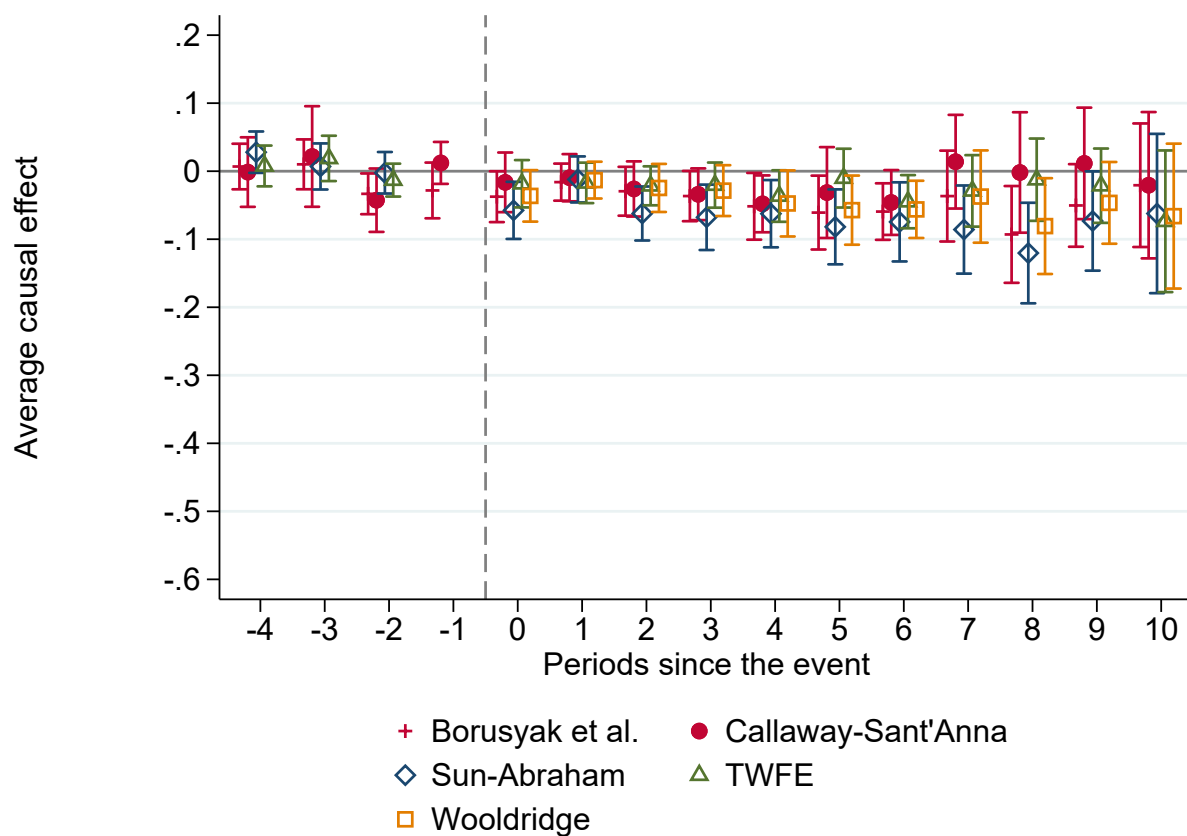 Average causal effect
.2
.1
0
-.1
-.2
-.3
-.4
-.5
-.6
-4 -3 -2 -1 0 1 2 3 4 5 6 7 8 9 10
Periods since the event
Borusyak et al. Callaway-Sant'Anna
Sun-Abraham TWFE
Wooldridge